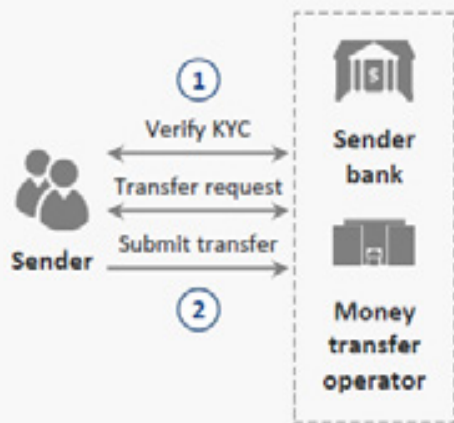 1
Verify KYC
Transfer request
Submit transfer
2
Sender
$
Sender
bank
Money
transfer
operator